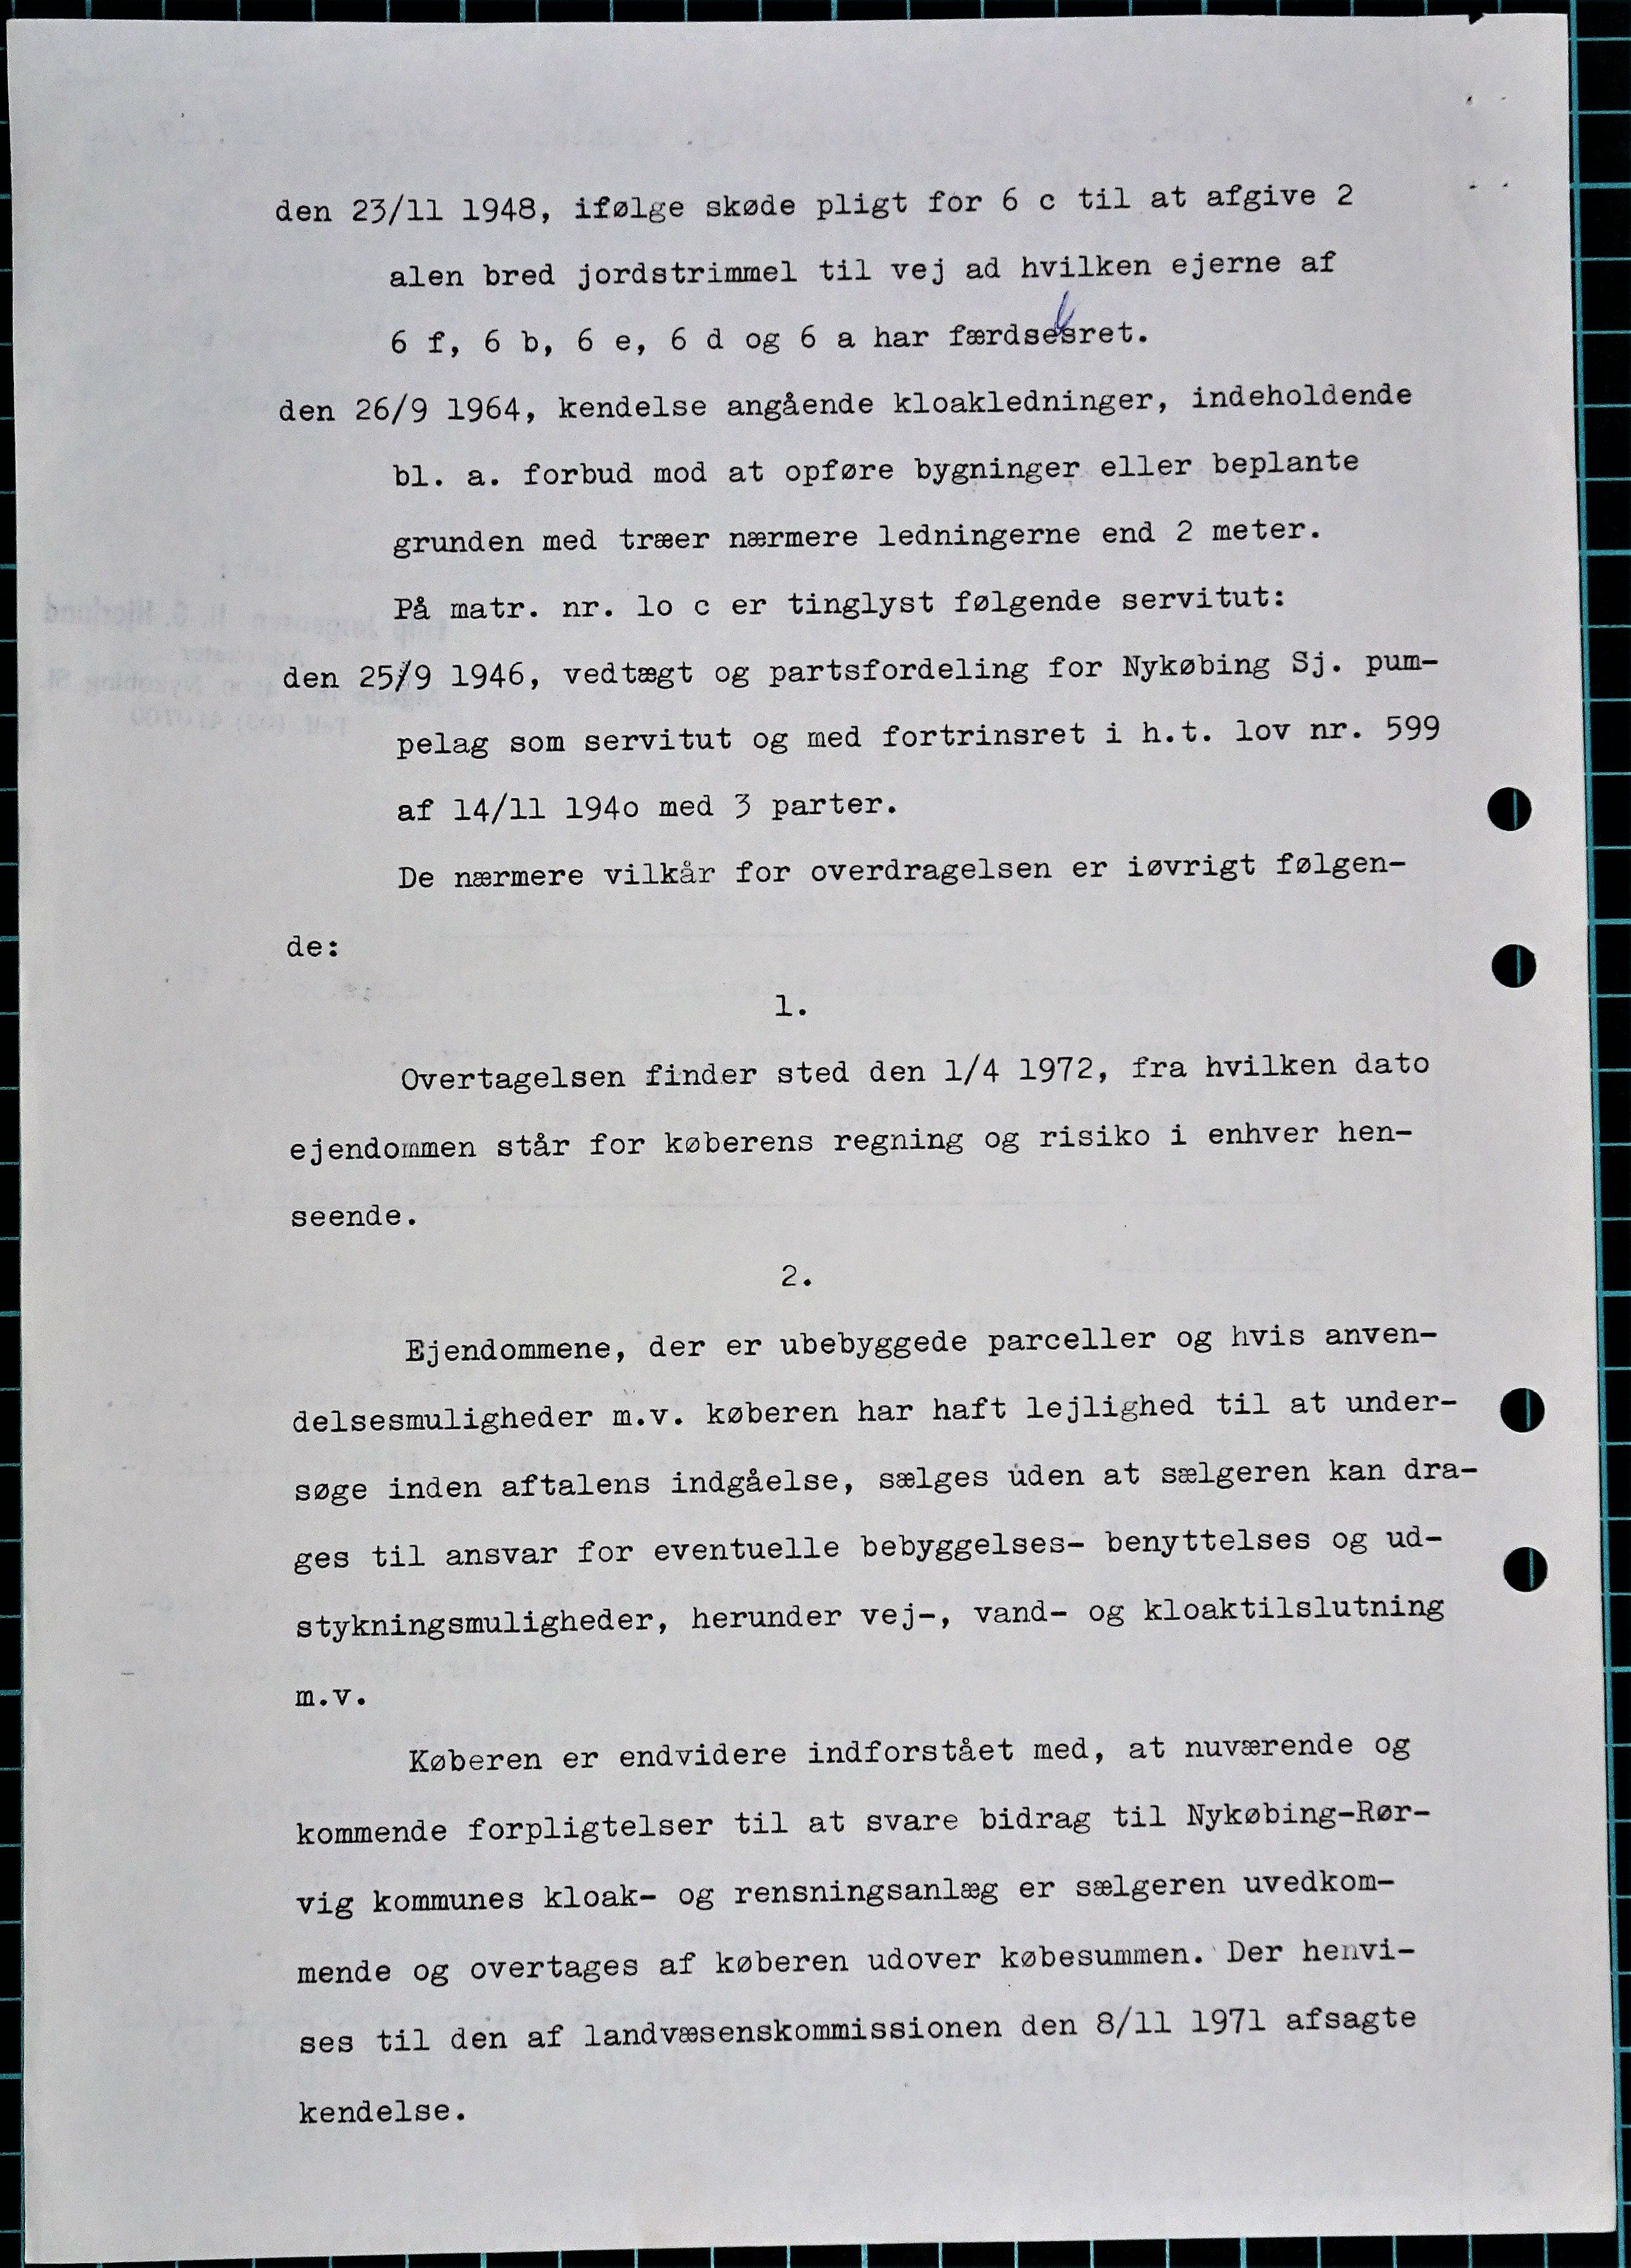 den 23/11 1948, ifølge skøde pligt for 6 c til at afgive 2
alen bred jordstrimmel til vej ad hvilken ejerne af
6 f, 6 b, 6 e, 6 d og 6 a har færdselsret.
den 26/9 1964, kendelse angående kloakledninger, indeholdende
bl. a. forbud mod at opføre bygninger eller beplante
grunden med træer nærmere ledningerne end 2 meter.
På matr. nr. lo c er tinglyst følgende servitut:
den 25/9 1946, vedtægt og partsfordeling for Nykøbing Sj. pum-
pelag som servitut og med fortrinsret i h.t. lov nr. 599
af 14/11 194o med 3 parter.
De nærmere vilkår for overdragelsen er iøvrigt følgen-
de:
1.
Overtagelsen finder sted den 1/4 1972, fra hvilken dato
ejendommen står for køberens regning og risiko i enhver hen-
seende.
2.
Ejendommene, der er ubebyggede parceller og hvis anven-
delsesmuligheder m.v. køberen har haft lejlighed til at under-
søge inden aftalens indgåelse, sælges uden at sælgeren kan dra-
ges til ansvar for eventuelle bebyggelses- benyttelses og ud-
stykningsmuligheder, herunder vej-, vand- og kloaktilslutning
m.v.
Køberen er endvidere indforstået med, at nuværende og
kommende forpligtelser til at svare bidrag til Nykøbing-Rør-
vig kommunes kloak- og rensningsanlæg er sælgeren uvedkom-
mende og overtages af køberen udover købesummen. Der henvi-
ses til den af landvæsenskommissionen den 8/11 1971 afsagte
kendelse.